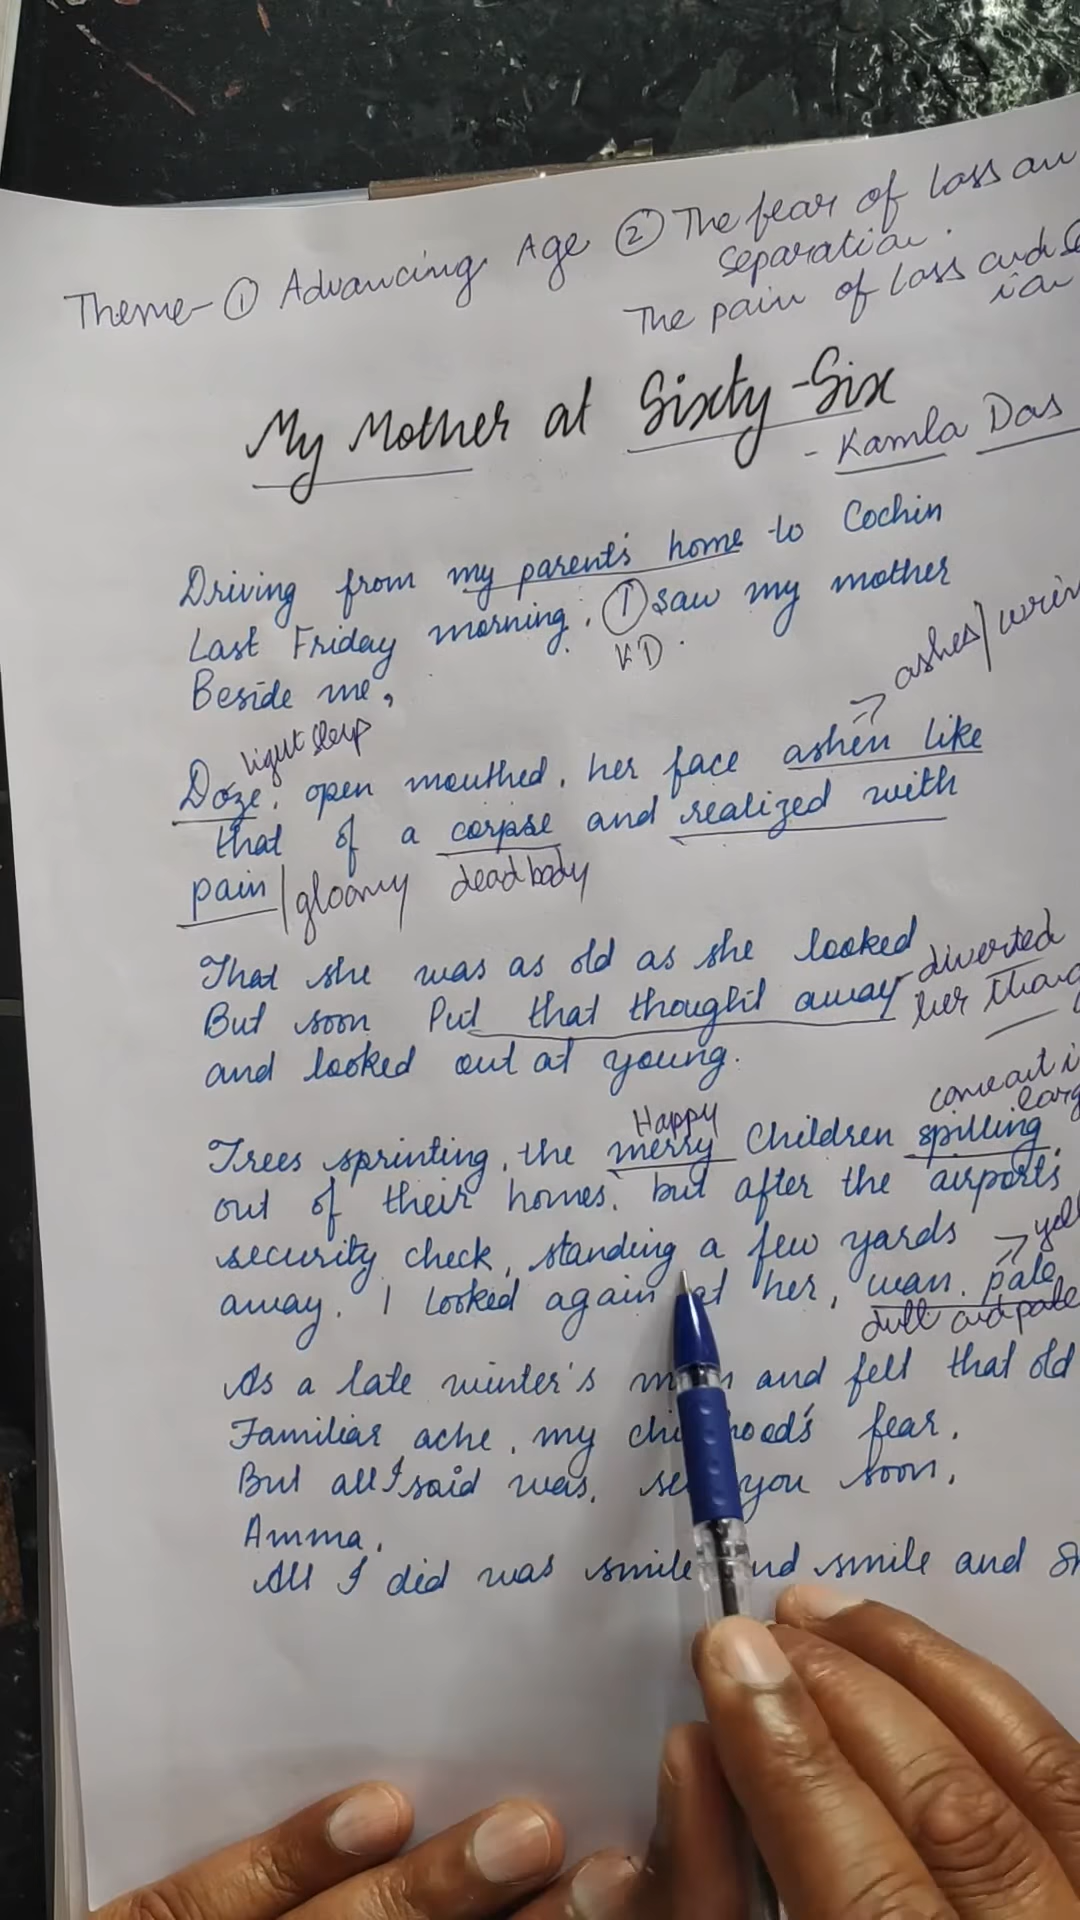 Theme- ① Advancing Age ② The fear of loss an
Separation.
The pain of loss and
My Mother at Sixty-Six
- Kamla Das
Driving from my parent's home to Cochin
Last Friday morning, I saw my mother
KD.
Beside me,
ashes/
light sleep
Doze, open mouthed, her face ashen like
that of a corpse and realized with
pain/gloomy deadbody
That she was as old as she looked
diverted
But soon Put that thought away
her
and looked out at young.
Happy
Trees sprinting, the merry Children spilling
out of their homes, but after the airport's
security check, standing a few yards
away. I looked again at her, wan, pale
dull and pale
As a late winter's and felt that old
Familiar ache, my fear,
But all I said was, you soon,
Amma,
All I did was smile and smile and